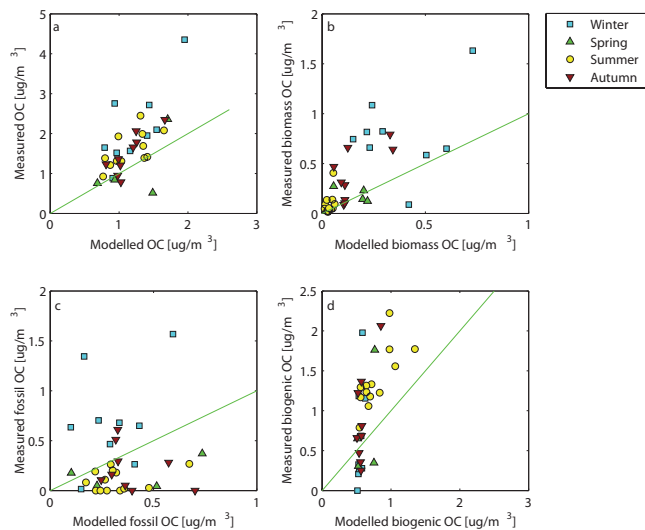 a
5
4
3
2
1
0
0 1 2 3
Measured OC [ug/m 3]
Modelled OC [ug/m 3]
b
2
1.5
1
0.5
0
0 0.5 1
Measured biomass OC [ug/m 3]
Modelled biomass OC [ug/m 3]
Winter
Spring
Summer
Autumn
c
2
1.5
1
0.5
0
0 0.5 1
Measured fossil OC [ug/m 3]
Modelled fossil OC [ug/m 3]
d
2.5
2
1.5
1
0.5
0
0 1 2 3
Measured biogenic OC [ug/m 3]
Modelled biogenic OC [ug/m 3]